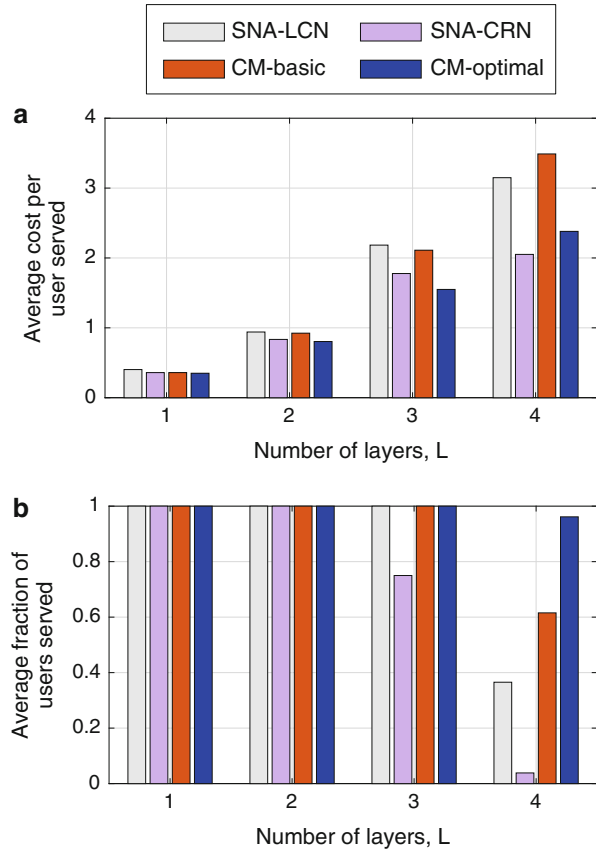 SNA-LCN SNA-CRN
CM-basic CM-optimal
a
4
3
2
1
0
Average cost per
user served
1 2 3 4
Number of layers, L
b
1
0.8
0.6
0.4
0.2
0
Average fraction of
users served
1 2 3 4
Number of layers, L